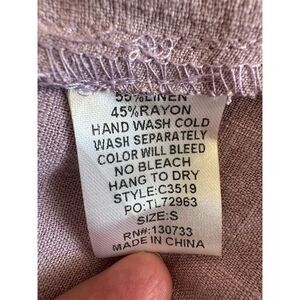 55%LINEN
45%RAYON
HAND WASH COLD
WASH SEPARATELY
COLOR WILL BLEED
NO BLEACH
HANG TO DRY
STYLE:C3519
PO:TL72963
SIZE:S
RN#:130733
MADE IN CHINA